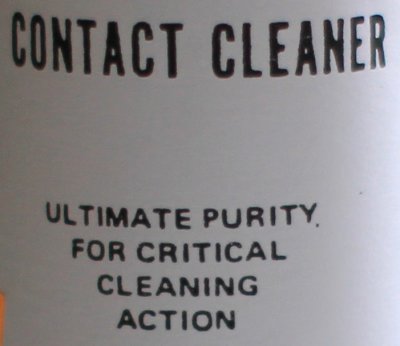 CONTACT CLEANER
ULTIMATE PURITY.
FOR CRITICAL
CLEANING
ACTION